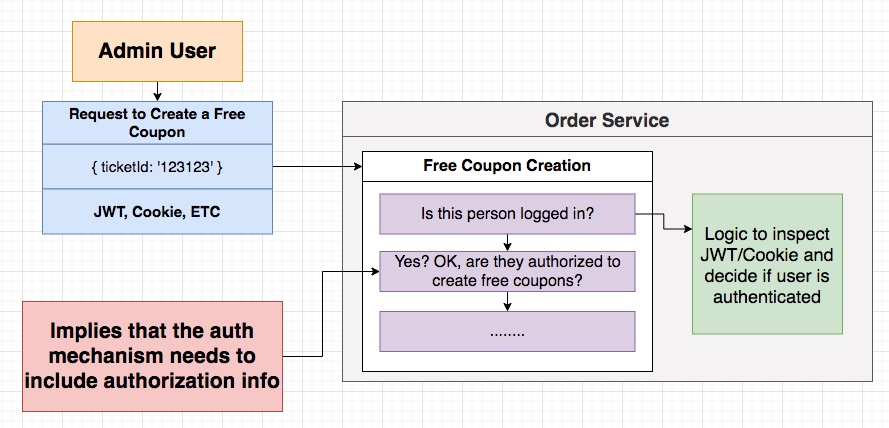 Admin User
Request to Create a Free
Coupon
{ ticketId: '123123' }
JWT, Cookie, ETC
Order Service
Free Coupon Creation
Is this person logged in?
Yes? OK, are they authorized to
create free coupons?
........
Logic to inspect
JWT/Cookie and
decide if user is
authenticated
Implies that the auth
mechanism needs to
include authorization info